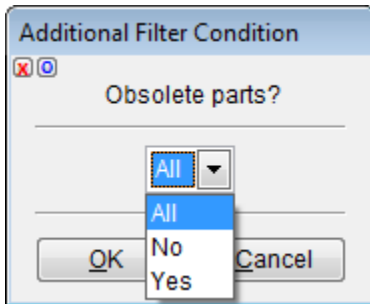 Additional Filter Condition
X O
Obsolete parts?
All
All
No
Yes
OK Cancel